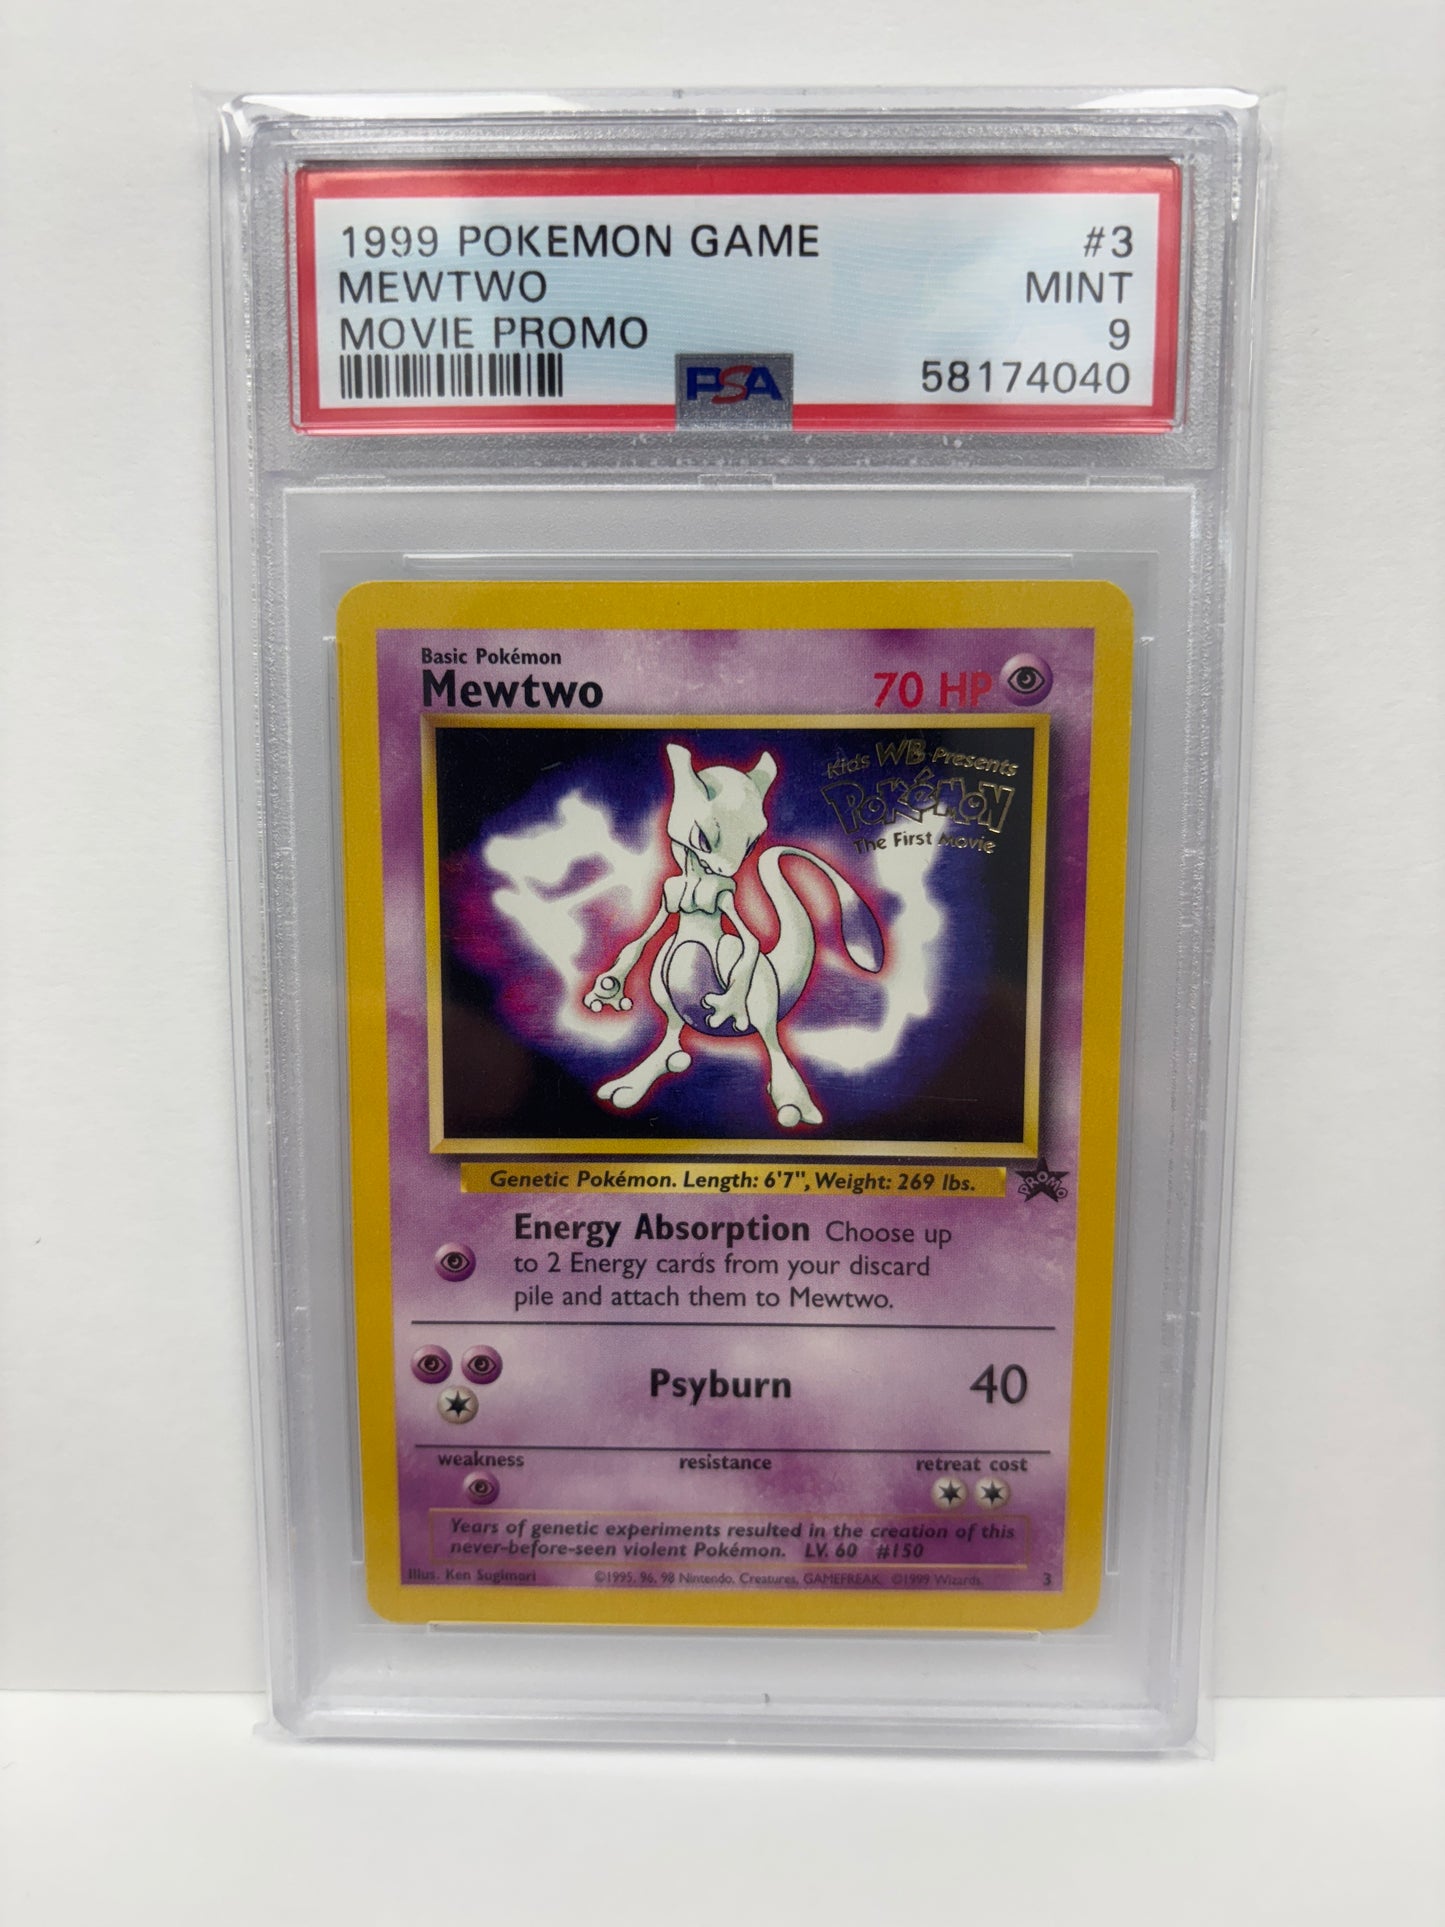 1999 POKEMON GAME #3
MEWTWO MINT
MOVIE PROMO 9
PSA 58174040
Basic Pokémon
Mewtwo 70 HP
Kids WB Presents
POKéMON
The First Movie
Genetic Pokémon. Length: 6'7", Weight: 269 lbs.
PROMO
Energy Absorption Choose up
to 2 Energy cards from your discard
pile and attach them to Mewtwo.
Psyburn 40
weakness resistance retreat cost
Years of genetic experiments resulted in the creation of this
never-before-seen violent Pokémon. LV. 60 #150
Illus. Ken Sugimori ©1995, 96, 98 Nintendo, Creatures, GAMEFREAK. ©1999 Wizards. 3